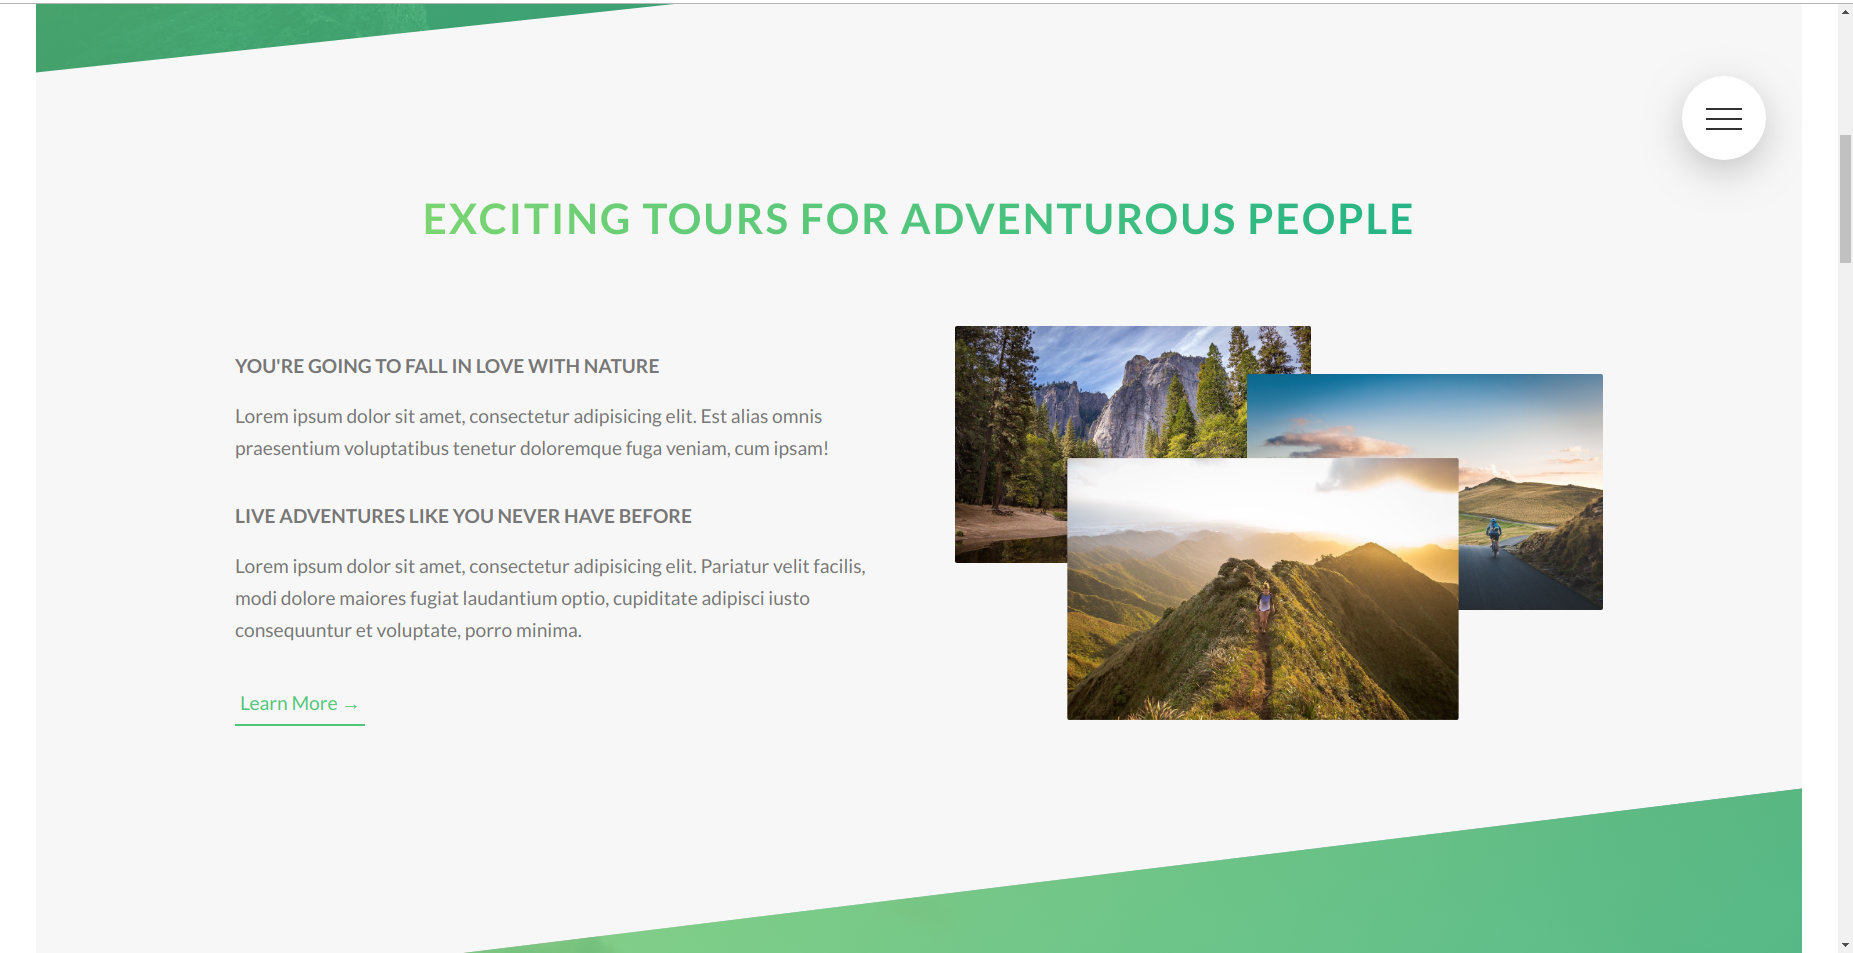 EXCITING TOURS FOR ADVENTUROUS PEOPLE
YOU'RE GOING TO FALL IN LOVE WITH NATURE
Lorem ipsum dolor sit amet, consectetur adipisicing elit. Est alias omnis
praesentium voluptatibus tenetur doloremque fuga veniam, cum ipsam!
LIVE ADVENTURES LIKE YOU NEVER HAVE BEFORE
Lorem ipsum dolor sit amet, consectetur adipisicing elit. Pariatur velit facilis,
modi dolore maiores fugiat laudantium optio, cupiditate adipisci iusto
consequuntur et voluptate, porro minima.
Learn More →